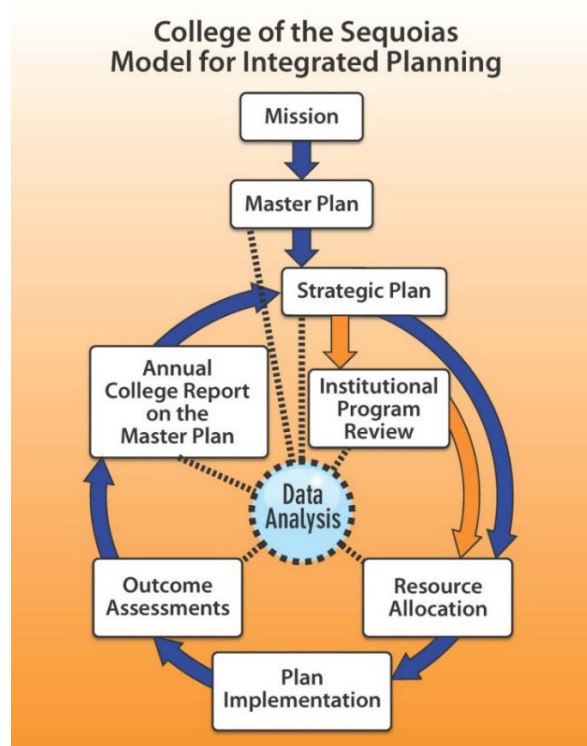 College of the Sequoias
Model for Integrated Planning
Mission
Master Plan
Strategic Plan
Annual
College Report
on the
Master Plan
Institutional
Program
Review
Data
Analysis
Outcome
Assessments
Resource
Allocation
Plan
Implementation